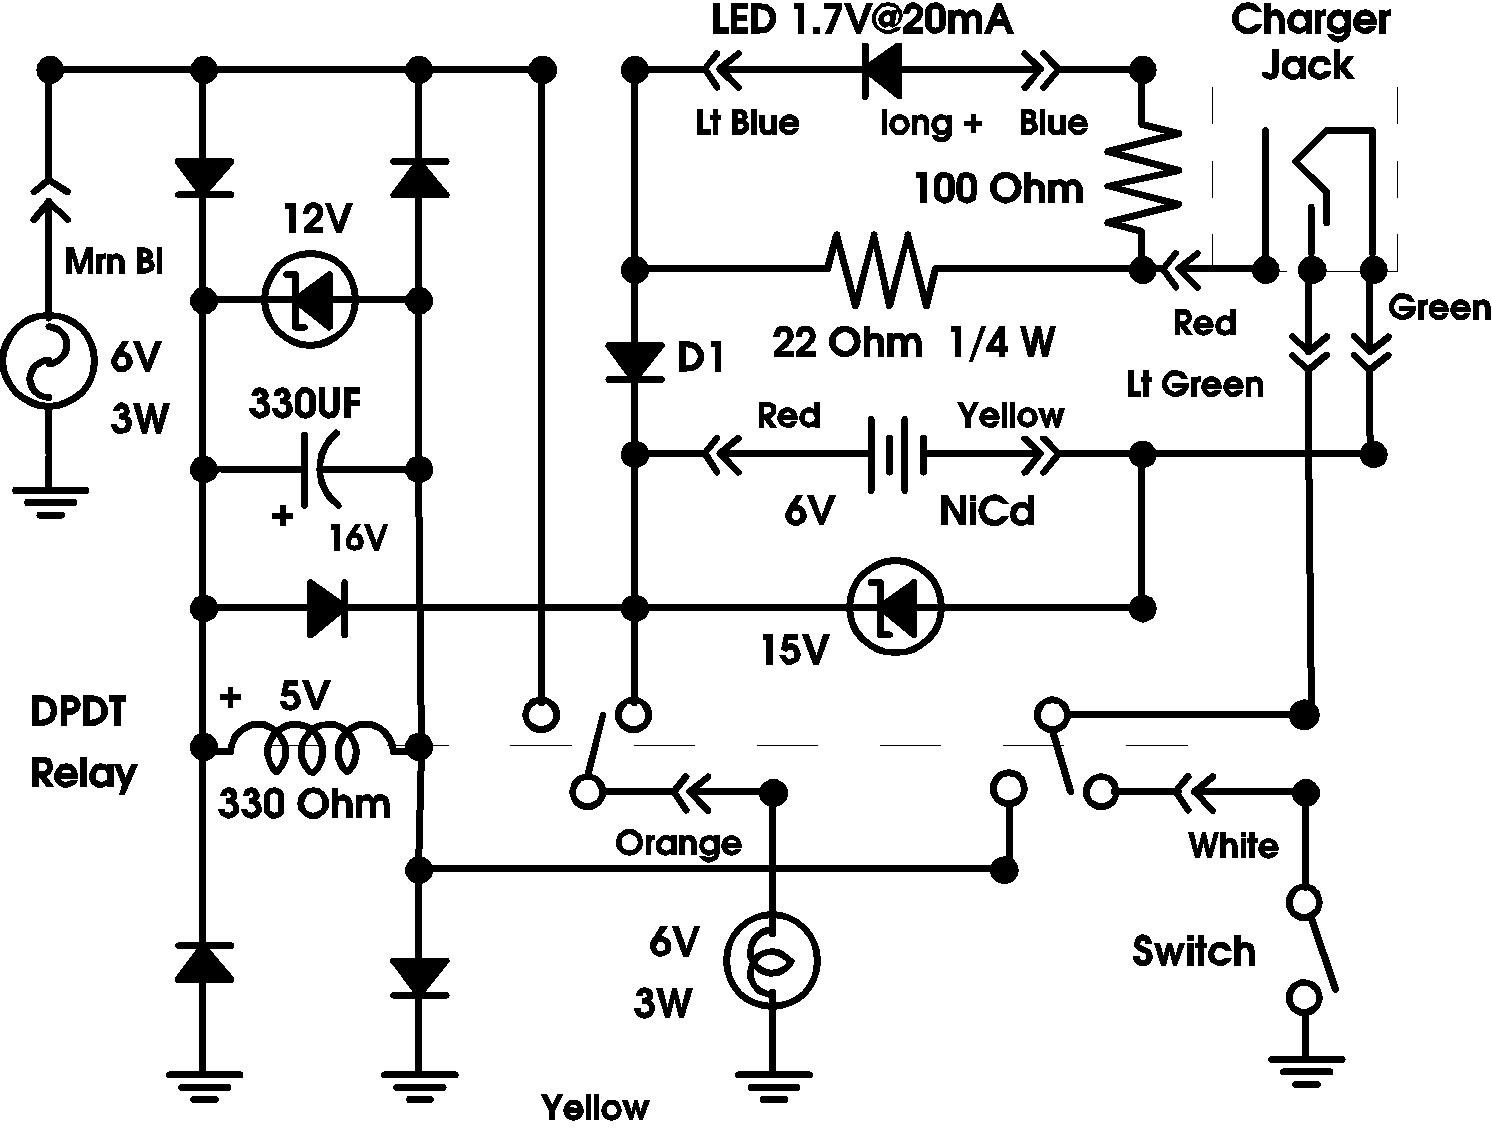 LED 1.7V@20mA
Charger
Jack
Lt Blue
long +
Blue
100 Ohm
12V
Mrn Bl
6V
3W
Red
Green
22 Ohm 1/4 W
D1
Lt Green
330UF
+
16V
Red
Yellow
6V
NiCd
15V
DPDT
Relay
+
5V
330 Ohm
Orange
White
6V
3W
Switch
Yellow